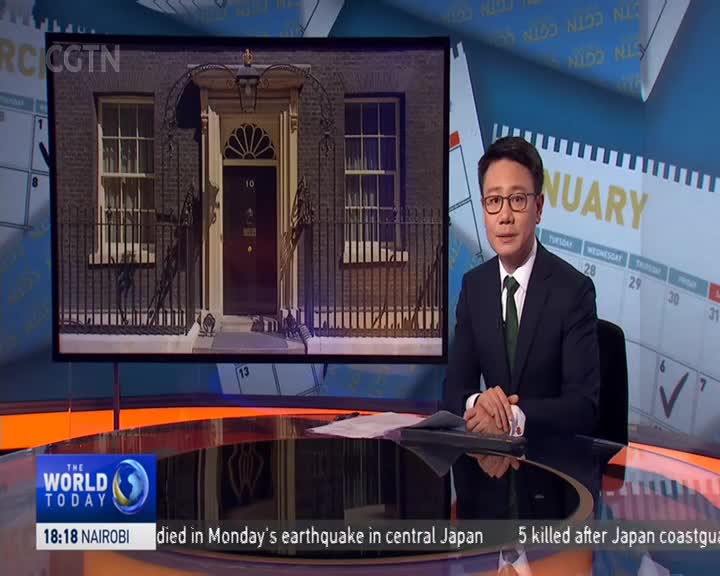 CGTN
10
NUARY
TUESDAY
WEDNESDAY
THURSDAY
FRIDAY
28
29
30
31
6
7
13
THE
WORLD
TODAY
18:18 NAIROBI
died in Monday's earthquake in central Japan 5 killed after Japan coastgua